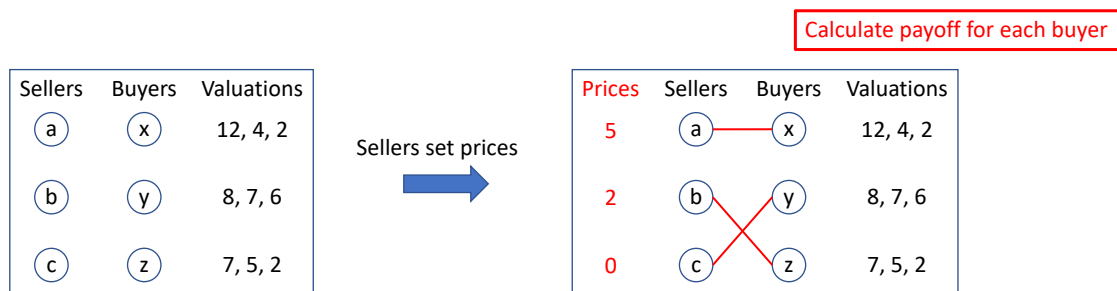 Calculate payoff for each buyer
Sellers Buyers Valuations
a x 12, 4, 2
b y 8, 7, 6
c z 7, 5, 2
Sellers set prices
Prices Sellers Buyers Valuations
5 a x 12, 4, 2
2 b y 8, 7, 6
0 c z 7, 5, 2